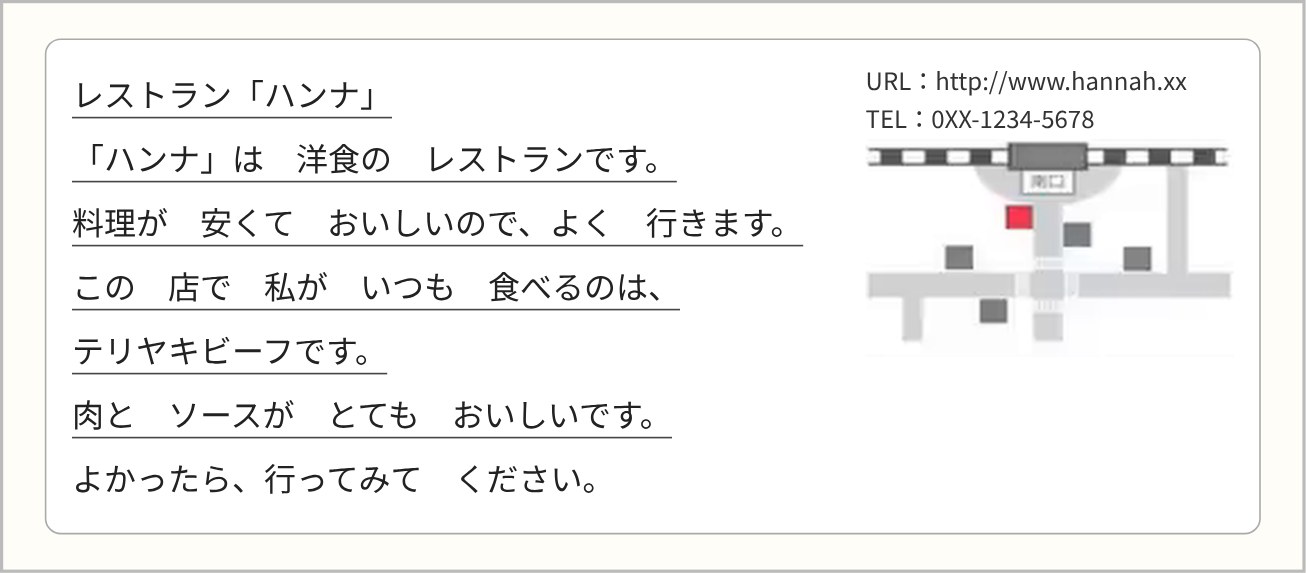 レストラン「ハンナ」
「ハンナ」は　洋食の　レストランです。
料理が　安くて　おいしいので、よく　行きます。
この　店で　私が　いつも　食べるのは、
テリヤキビーフです。
肉と　ソースが　とても　おいしいです。
よかったら、行ってみて　ください。
URL：http://www.hannah.xx
TEL：0XX-1234-5678
南口